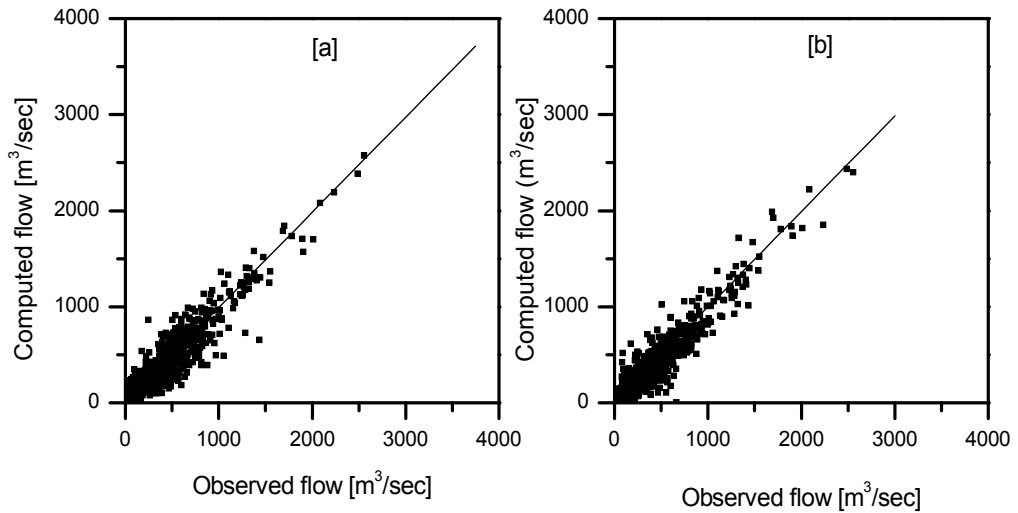 [a]
Computed flow [m³/sec]
4000
3000
2000
1000
0
0 1000 2000 3000 4000
Observed flow [m³/sec]
[b]
Computed flow (m³/sec]
4000
3000
2000
1000
0
0 1000 2000 3000 4000
Observed flow [m³/sec]